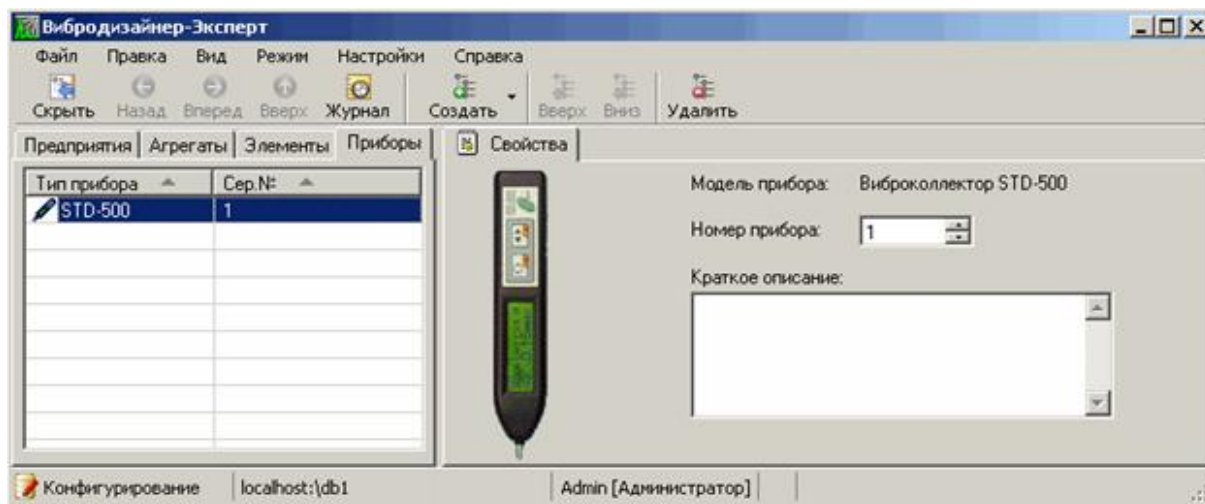 Вибродизайнер-Эксперт
Файл Правка Вид Режим Настройки Справка
Скрыть Назад Вперед Вверх Журнал Создать Вверх Вниз Удалить
Предприятия Агрегаты Элементы Приборы Свойства
Тип прибора Сер.№
STD-500 1
Модель прибора: Виброколлектор STD-500
Номер прибора: 1
Краткое описание:
Конфигурирование localhost:\db1 Admin [Администратор]